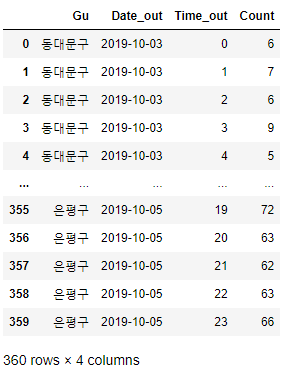 Gu Date_out Time_out Count
0 동대문구 2019-10-03 0 6
1 동대문구 2019-10-03 1 7
2 동대문구 2019-10-03 2 6
3 동대문구 2019-10-03 3 9
4 동대문구 2019-10-03 4 5
... ... ... ... ...
355 은평구 2019-10-05 19 72
356 은평구 2019-10-05 20 63
357 은평구 2019-10-05 21 62
358 은평구 2019-10-05 22 63
359 은평구 2019-10-05 23 66
360 rows × 4 columns